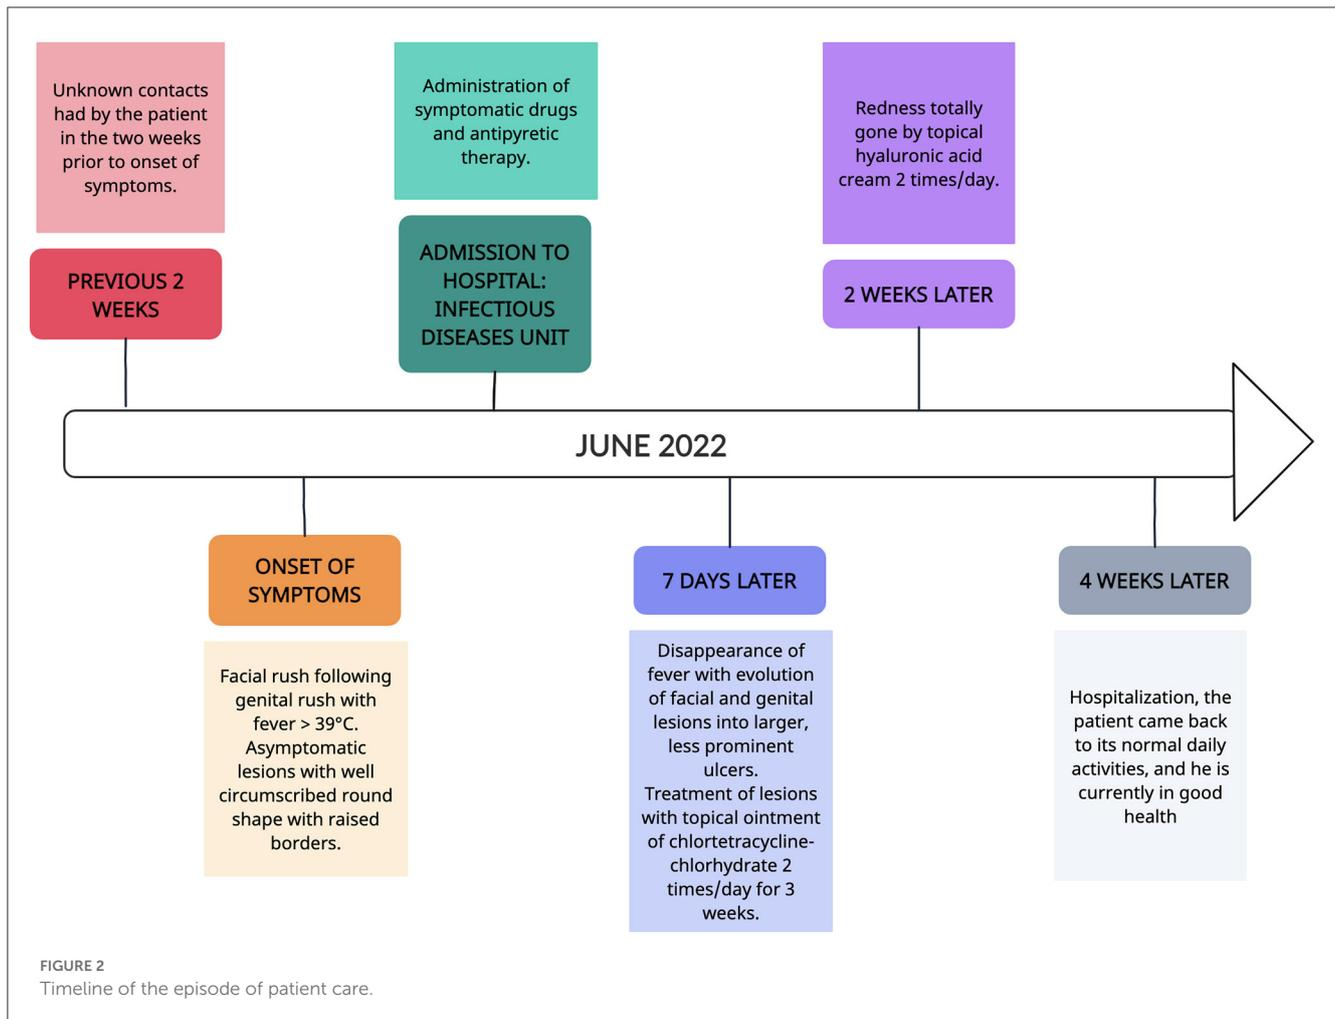 Unknown contacts
had by the patient
in the two weeks
prior to onset of
symptoms.
PREVIOUS 2
WEEKS
Administration of
symptomatic drugs
and antipyretic
therapy.
ADMISSION TO
HOSPITAL:
INFECTIOUS
DISEASES UNIT
Redness totally
gone by topical
hyaluronic acid
cream 2 times/day.
2 WEEKS LATER
JUNE 2022
ONSET OF
SYMPTOMS
Facial rush following
genital rush with
fever > 39°C.
Asymptomatic
lesions with well
circumscribed round
shape with raised
borders.
7 DAYS LATER
Disappearance of
fever with evolution
of facial and genital
lesions into larger,
less prominent
ulcers.
Treatment of lesions
with topical ointment
of chlortetracycline-
chlorhydrate 2
times/day for 3
weeks.
4 WEEKS LATER
Hospitalization, the
patient came back
to its normal daily
activities, and he is
currently in good
health
FIGURE 2
Timeline of the episode of patient care.